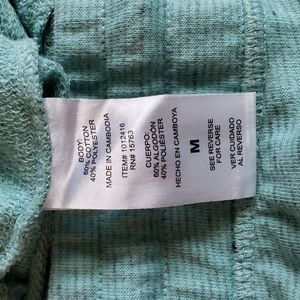 BODY:
60% COTTON
40% POLYESTER
MADE IN CAMBODIA
ITEM# 1012416
RN# 15763
CUERPO:
60% ALGODÓN
40% POLIÉSTER
HECHO EN CAMBOYA
M
SEE REVERSE
FOR CARE
VER CUIDADO
AL REVERSO